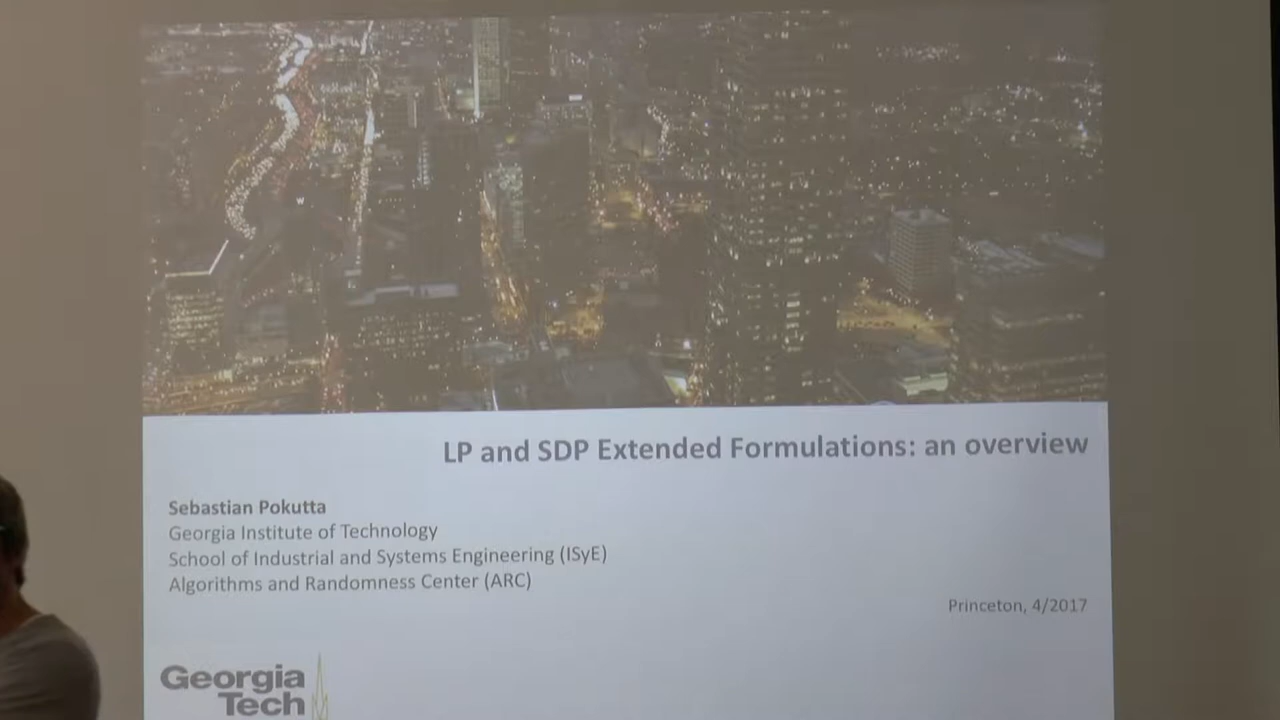 W
LP and SDP Extended Formulations: an overview
Sebastian Pokutta
Georgia Institute of Technology
School of Industrial and Systems Engineering (ISyE)
Algorithms and Randomness Center (ARC)
Princeton, 4/2017
Georgia
Tech